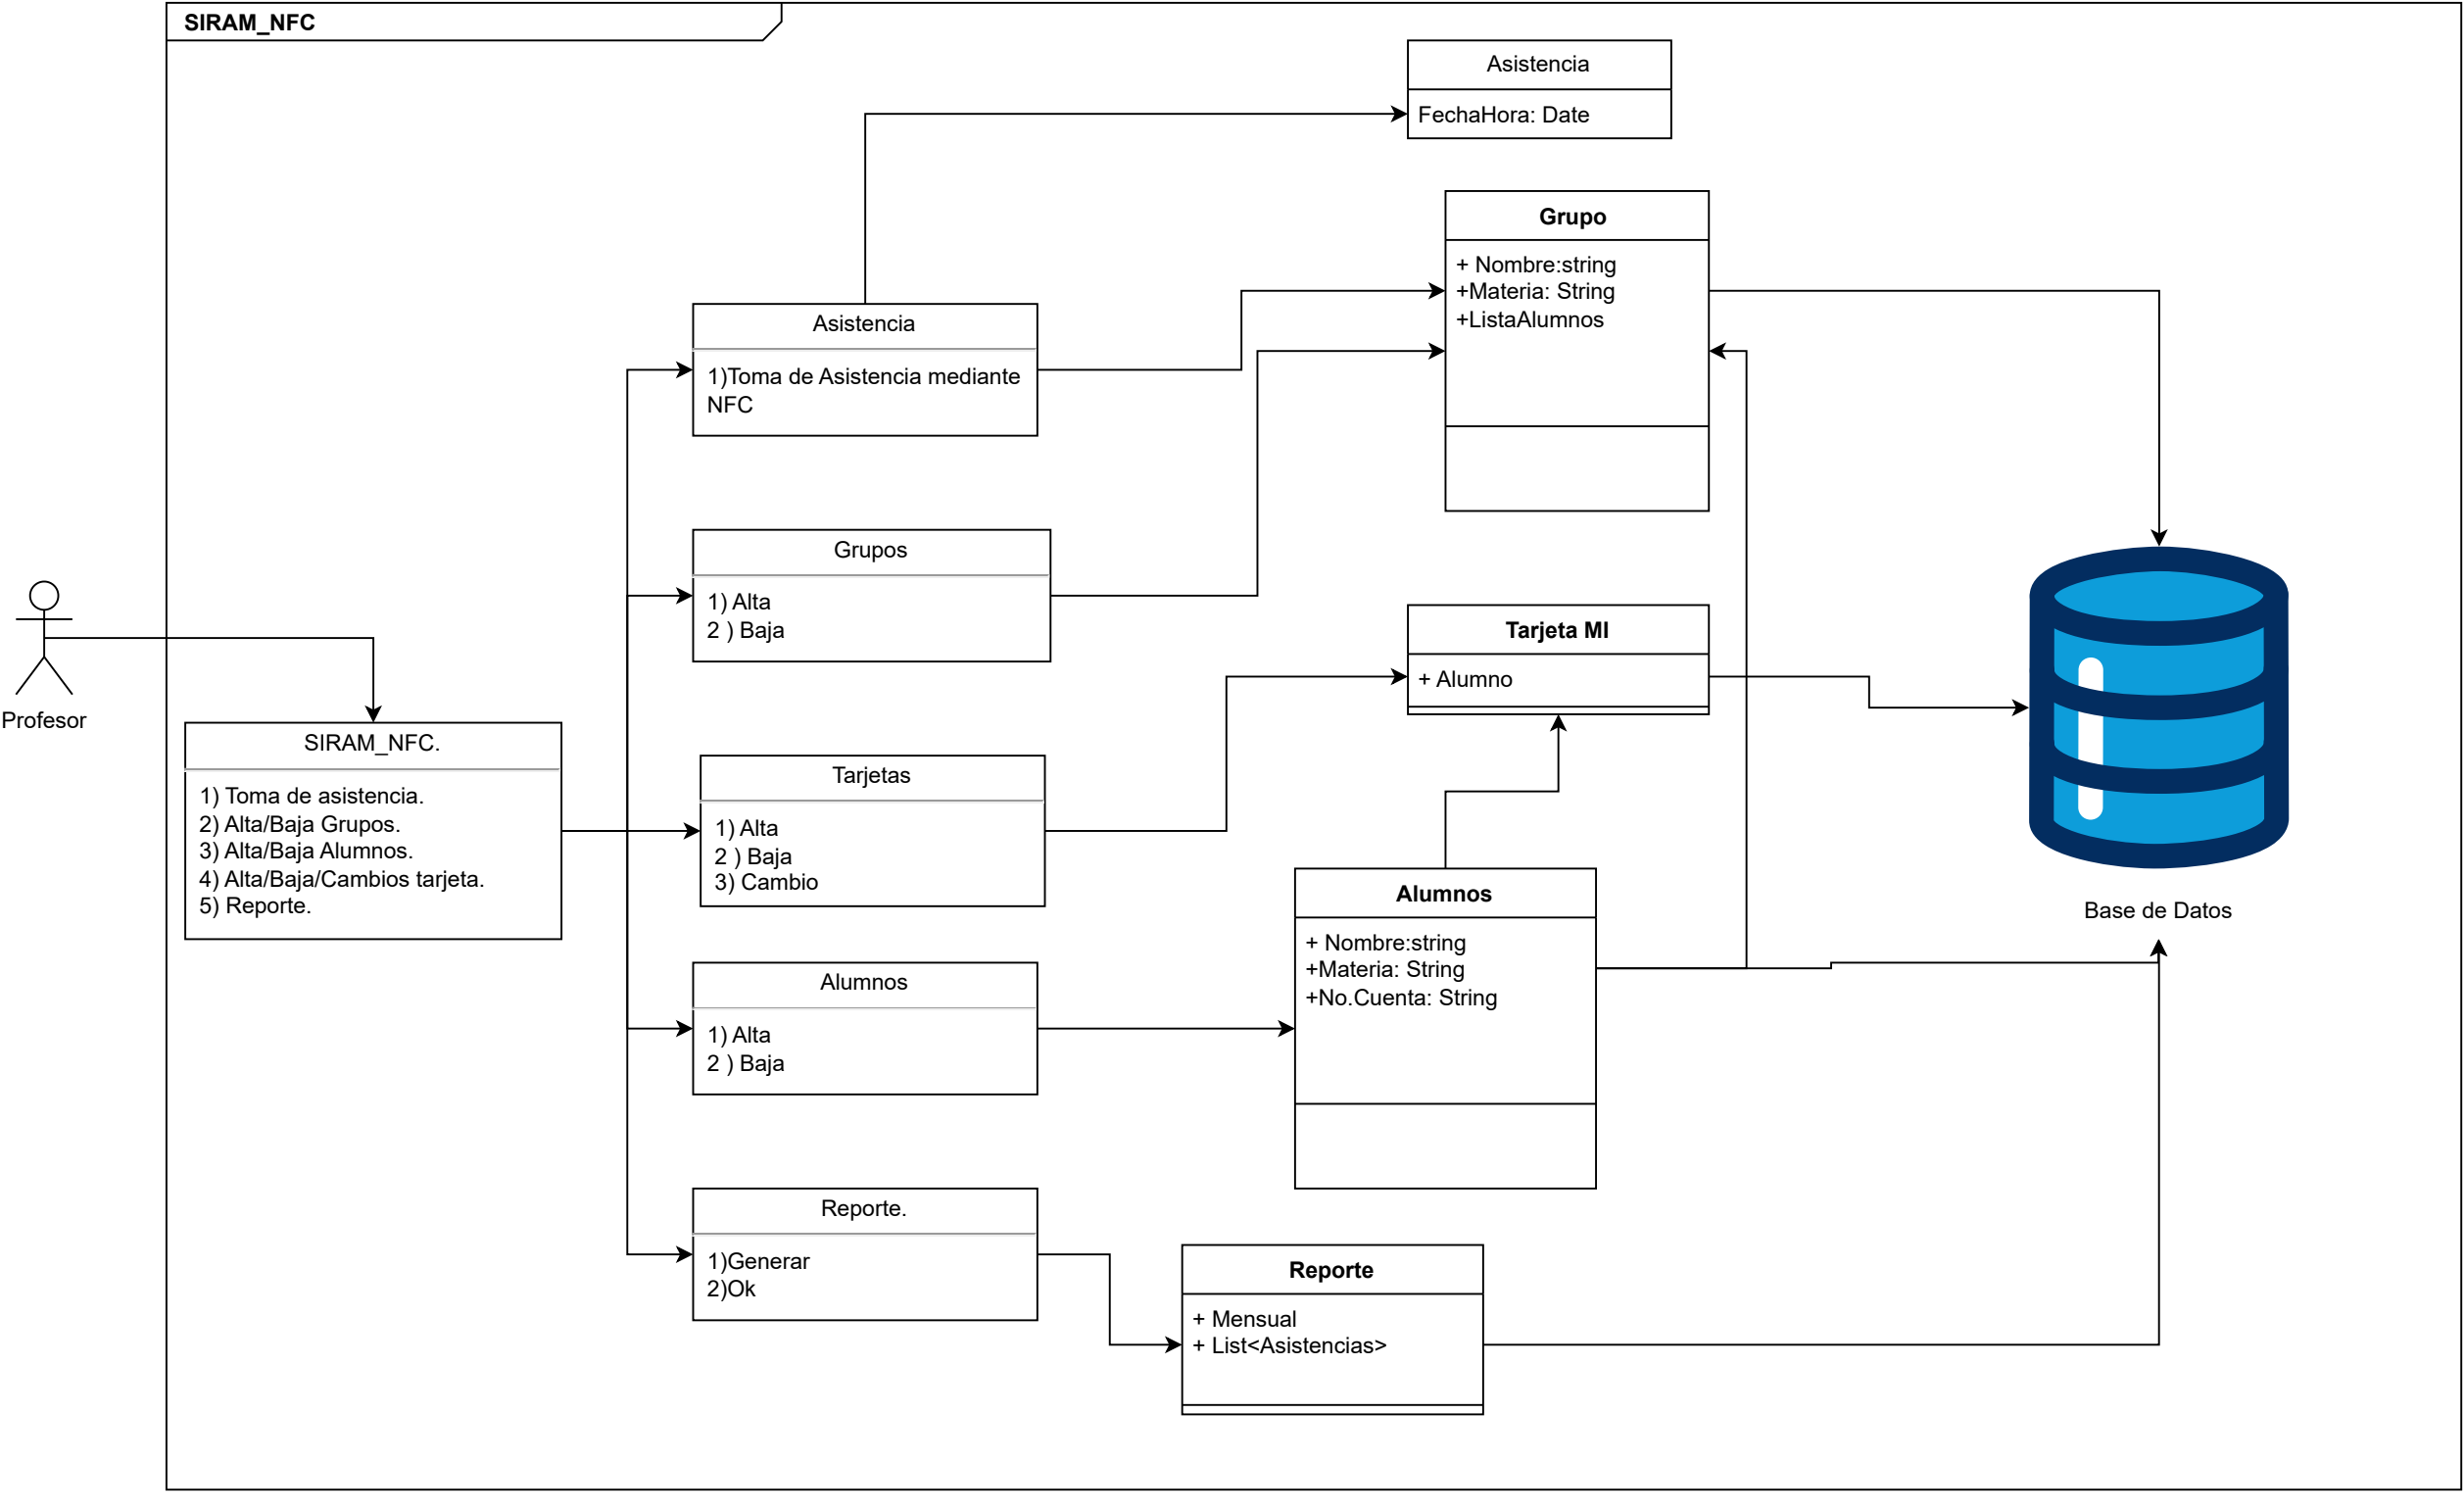 SIRAM_NFC
Asistencia
FechaHora: Date
Grupo
+ Nombre:string
+Materia: String
+ListaAlumnos
Asistencia
1)Toma de Asistencia mediante
NFC
Grupos
1) Alta
2 ) Baja
Profesor
SIRAM_NFC.
1) Toma de asistencia.
2) Alta/Baja Grupos.
3) Alta/Baja Alumnos.
4) Alta/Baja/Cambios tarjeta.
5) Reporte.
Tarjeta MI
+ Alumno
Tarjetas
1) Alta
2 ) Baja
3) Cambio
Alumnos
+ Nombre:string
+Materia: String
+No.Cuenta: String
Base de Datos
Alumnos
1) Alta
2 ) Baja
Reporte.
1)Generar
2)Ok
Reporte
+ Mensual
+ List<Asistencias>